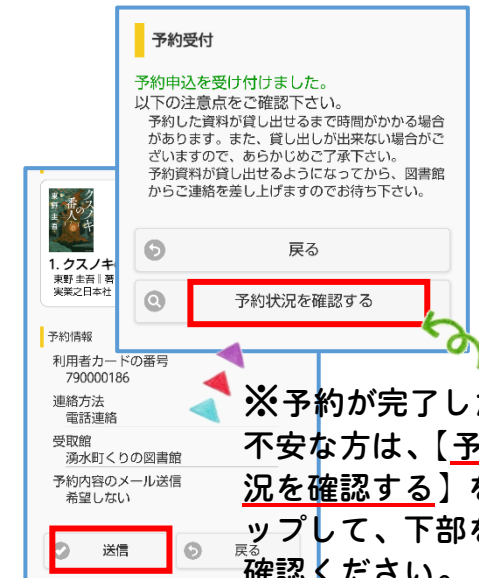 予約受付
予約申込を受け付けました。
以下の注意点をご確認下さい。
予約した資料が貸し出せるまで時間がかかる場合
があります。また、貸し出しが出来ない場合がご
ざいますので、あらかじめご了承下さい。
予約資料が貸し出せるようになってから、図書館
からご連絡を差し上げますのでお待ち下さい。
戻る
予約状況を確認する
クスノキの番人
東野圭吾
1. クスノキ
東野 圭吾‖著
実業之日本社
予約情報
利用者カードの番号
790000186
連絡方法
電話連絡
受取館
湧水町くりの図書館
予約内容のメール送信
希望しない
送信
戻る
※予約が完了した
不安な方は、【予
況を確認する】を
ップして、下部を
確認ください。